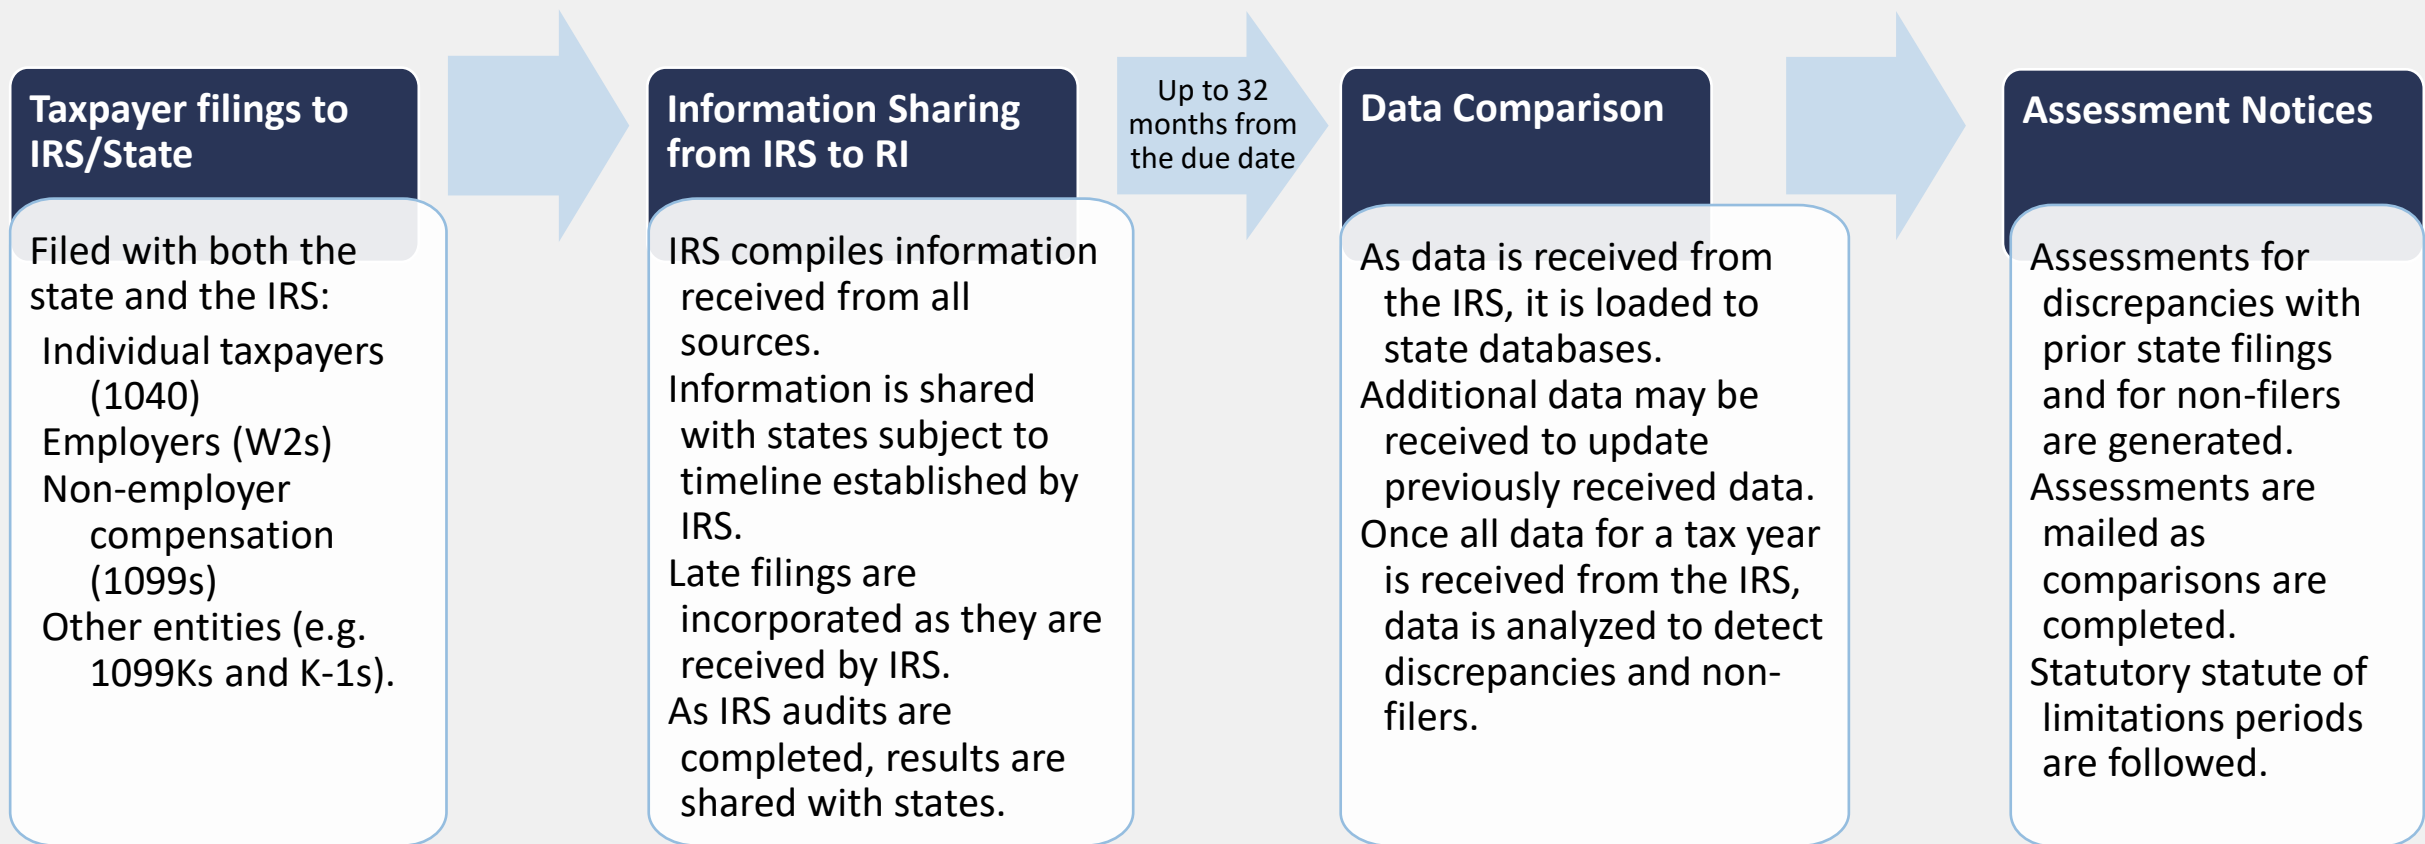 Taxpayer filings to
IRS/State
Filed with both the
state and the IRS:
Individual taxpayers
(1040)
Employers (W2s)
Non-employer
compensation
(1099s)
Other entities (e.g.
1099Ks and K-1s).
Information Sharing
from IRS to RI
IRS compiles information
received from all
sources.
Information is shared
with states subject to
timeline established by
IRS.
Late filings are
incorporated as they are
received by IRS.
As IRS audits are
completed, results are
shared with states.
Up to 32
months from
the due date
Data Comparison
As data is received from
the IRS, it is loaded to
state databases.
Additional data may be
received to update
previously received data.
Once all data for a tax year
is received from the IRS,
data is analyzed to detect
discrepancies and non-
filers.
Assessment Notices
Assessments for
discrepancies with
prior state filings
and for non-filers
are generated.
Assessments are
mailed as
comparisons are
completed.
Statutory statute of
limitations periods
are followed.